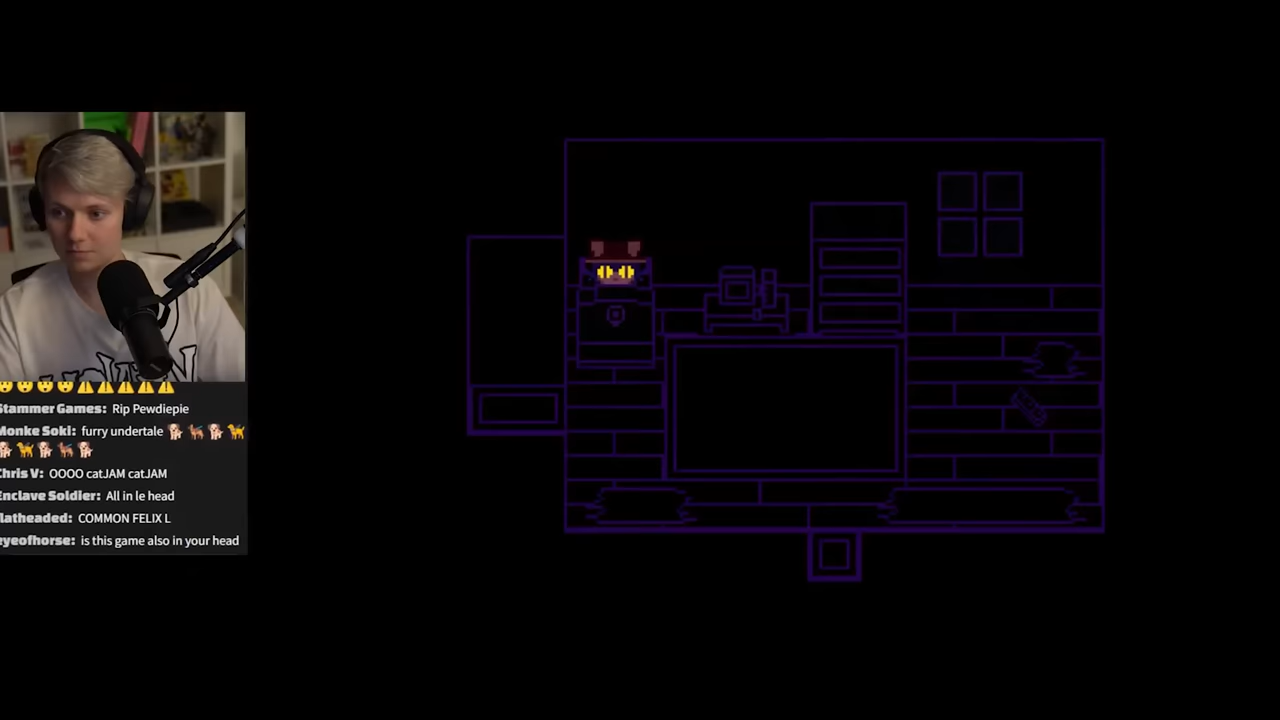 Stammer Games: Rip Pewdiepie
Monke Soki: furry undertale
Chris V: OOOO catJAM catJAM
Enclave Soldier: All in le head
latheaded: COMMON FELIX L
eyeofhorse: is this game also in your head